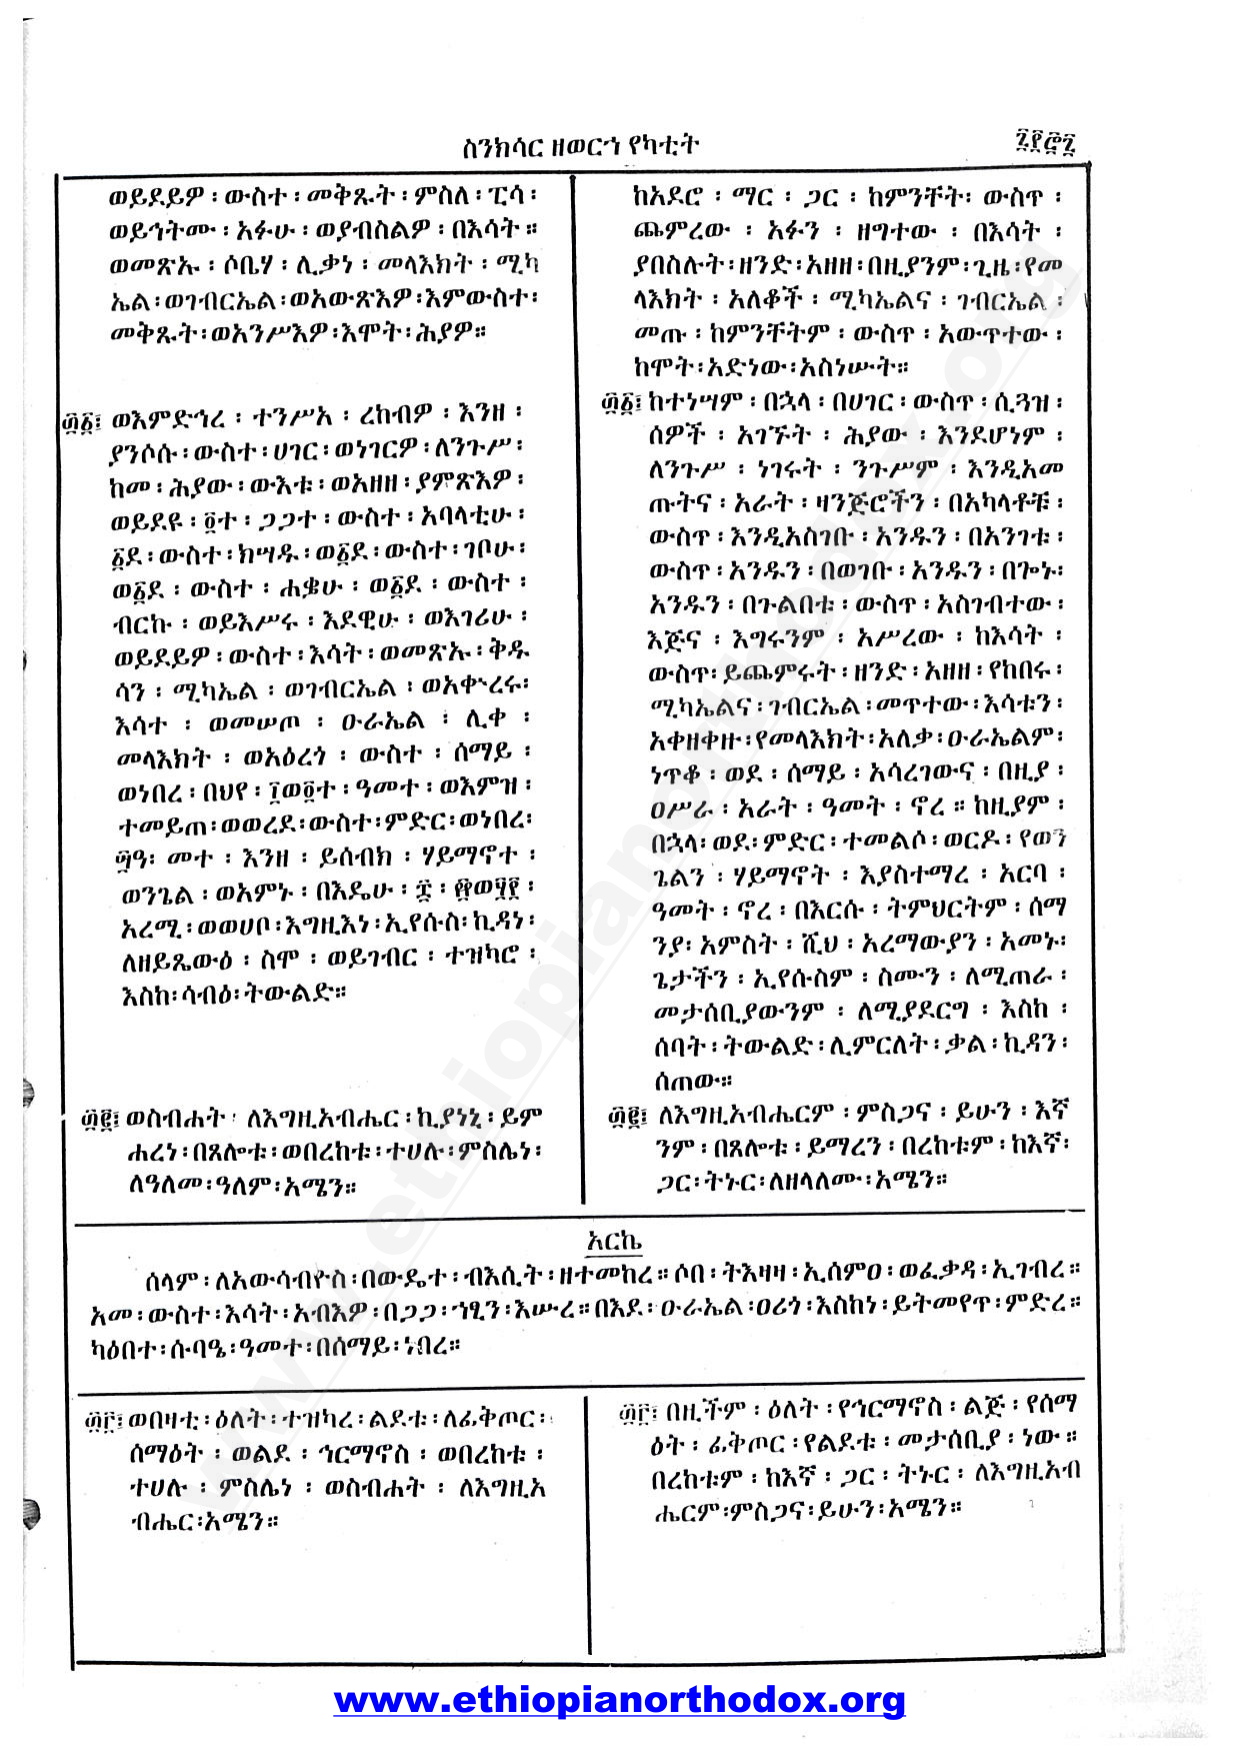 ስንክሳር ዘወርኀ የካቲት
፯፻፸፯
ወይደይዎ ፡ ውስተ ፡ መቅጹት ፡ ምስለ ፡ ፒሳ ፡
ወይኅትሙ ፡ አፉሁ ፡ ወያብስልዎ ፡ በእሳት ።
ወመጽኡ ፡ ሶቤሃ ፡ ሊቃነ ፡ መላእክት ፡ ሚካ
ኤል ፡ ወገብርኤል ፡ ወአውጽእዎ ፡ እምውስተ ፡
መቅጹት ፡ ወአንሥእዎ ፡ እሞት ፡ ሕያዎ ።
፴፩፤ ወእምድኅረ ፡ ተንሥአ ፡ ረከብዎ ፡ እንዘ ፡
ያንሶሱ ፡ ውስተ ፡ ሀገር ፡ ወነገርዎ ፡ ለንጉሥ ፡
ከመ ፡ ሕያው ፡ ውእቱ ፡ ወአዘዘ ፡ ያምጽእዎ ፡
ወይደዩ ፡ ፬ተ ፡ ጋጋተ ፡ ውስተ ፡ አባላቲሁ ፡
፩ደ ፡ ውስተ ፡ ክሣዱ ፡ ወ፩ደ ፡ ውስተ ፡ ገቦሁ ፡
ወ፩ደ ፡ ውስተ ፡ ሐቌሁ ፡ ወ፩ደ ፡ ውስተ ፡
ብርኩ ፡ ወይእሥሩ ፡ እደዊሁ ፡ ወእገሪሁ ፡
ወይደይዎ ፡ ውስተ ፡ እሳት ፡ ወመጽኡ ፡ ቅዱ
ሳን ፡ ሚካኤል ፡ ወገብርኤል ፡ ወአቍረሩ ፡
እሳተ ፡ ወመሠጦ ፡ ዑራኤል ፡ ሊቀ ፡
መላእክት ፡ ወአዕረጎ ፡ ውስተ ፡ ሰማይ ፡
ወነበረ ፡ በህየ ፡ ፲ወ፬ተ ፡ ዓመተ ፡ ወእምዝ ፡
ተመይጠ ፡ ወወረደ ፡ ውስተ ፡ ምድር ፡ ወነበረ ፡
፵ዓ ፡ መተ ፡ እንዘ ፡ ይሰብክ ፡ ሃይማኖተ ፡
ወንጌል ፡ ወአምኑ ፡ በእዴሁ ፡ ፰ ፡ ፼ወ፶፻ ፡
አረሚ ፡ ወወሀቦ ፡ እግዚእነ ፡ ኢየሱስ ፡ ኪዳነ ፡
ለዘይጼውዕ ፡ ስሞ ፡ ወይገብር ፡ ተዝካሮ ፡
እስከ ፡ ሳብዕ ፡ ትውልድ ።
፴፪፤ ወስብሐት ፡ ለእግዚአብሔር ፡ ኪያነኒ ፡ ይም
ሐረነ ፡ በጸሎቱ ፡ ወበረከቱ ፡ ተሀሉ ፡ ምስሌነ ፡
ለዓለመ ፡ ዓለም ፡ አሜን ።
ከአደሮ ፡ ማር ፡ ጋር ፡ ከምንቸት ፡ ውስጥ ፡
ጨምረው ፡ አፉን ፡ ዘግተው ፡ በእሳት ፡
ያበስሉት ፡ ዘንድ ፡ አዘዘ ፡ በዚያንም ፡ ጊዜ ፡ የመ
ላእክት ፡ አለቆች ፡ ሚካኤልና ፡ ገብርኤል ፡
መጡ ፡ ከምንቸትም ፡ ውስጥ ፡ አውጥተው ፡
ከሞት ፡ አድነው ፡ አስነሡት ።
፴፩፤ ከተነሣም ፡ በኋላ ፡ በሀገር ፡ ውስጥ ፡ ሲጓዝ ፡
ሰዎች ፡ አገኙት ፡ ሕያው ፡ እንደሆነም ፡
ለንጉሥ ፡ ነገሩት ፡ ንጉሥም ፡ እንዲአመ
ጡትና ፡ አራት ፡ ዛንጅሮችን ፡ በአካላቶቹ ፡
ውስጥ ፡ እንዲአስገቡ ፡ አንዱን ፡ በአንገቱ ፡
ውስጥ ፡ አንዱን ፡ በወገቡ ፡ አንዱን ፡ በጐኑ ፡
አንዱን ፡ በጉልበቱ ፡ ውስጥ ፡ አስገብተው ፡
እጅና ፡ እግሩንም ፡ አሥረው ፡ ከእሳት ፡
ውስጥ ፡ ይጨምሩት ፡ ዘንድ ፡ አዘዘ ፡ የከበሩ ፡
ሚካኤልና ፡ ገብርኤል ፡ መጥተው ፡ እሳቱን ፡
አቀዘቀዙ ፡ የመላእክት ፡ አለቃ ፡ ዑራኤልም ፡
ነጥቆ ፡ ወደ ፡ ሰማይ ፡ አሳረገውና ፡ በዚያ ፡
ዐሥራ ፡ አራት ፡ ዓመት ፡ ኖረ ። ከዚያም ፡
በኋላ ፡ ወደ ፡ ምድር ፡ ተመልሶ ፡ ወርዶ ፡ የወን
ጌልን ፡ ሃይማኖት ፡ እያስተማረ ፡ አርባ ፡
ዓመት ፡ ኖረ ፡ በእርሱ ፡ ትምህርትም ፡ ሰማ
ንያ ፡ አምስት ፡ ሺህ ፡ አረማውያን ፡ አመኑ ፡
ጌታችን ፡ ኢየሱስም ፡ ስሙን ፡ ለሚጠራ ፡
መታሰቢያውንም ፡ ለሚያደርግ ፡ እስከ ፡
ሰባት ፡ ትውልድ ፡ ሊምርለት ፡ ቃል ፡ ኪዳን ፡
ሰጠው ።
፴፪፤ ለእግዚአብሔርም ፡ ምስጋና ፡ ይሁን ፡ እኛ
ንም ፡ በጸሎቱ ፡ ይማረን ፡ በረከቱም ፡ ከእኛ ፡
ጋር ፡ ትኑር ፡ ለዘላለሙ ፡ አሜን ።
አርኬ
ሰላም ፡ ለአውሳብዮስ ፡ በውዴተ ፡ ብእሲት ፡ ዘተመከረ ። ሶበ ፡ ትእዛዛ ፡ ኢሰምዐ ፡ ወፈቃዳ ፡ ኢገብረ ።
አመ ፡ ውስተ ፡ እሳት ፡ አብእዎ ፡ በጋጋ ፡ ኀፂን ፡ እሡረ ። በእደ ፡ ዑራኤል ፡ ዐሪጎ ፡ እስከነ ፡ ይትመየጥ ፡ ምድረ ።
ካዕበተ ፡ ሱባዔ ፡ ዓመተ ፡ በሰማይ ፡ ነበረ ።
፴፫፤ ወበዛቲ ፡ ዕለት ፡ ተዝካረ ፡ ልደቱ ፡ ለፊቅጦር ፡
ሰማዕት ፡ ወልደ ፡ ኅርማኖስ ፡ ወበረከቱ ፡
ተሀሉ ፡ ምስሌነ ፡ ወስብሐት ፡ ለእግዚአ
ብሔር ፡ አሜን ።
፴፫፤ በዚችም ፡ ዕለት ፡ የኅርማኖስ ፡ ልጅ ፡ የሰማ
ዕት ፡ ፊቅጦር ፡ የልደቱ ፡ መታሰቢያ ፡ ነው ።
በረከቱም ፡ ከእኛ ፡ ጋር ፡ ትኑር ፡ ለእግዚአብ
ሔርም ፡ ምስጋና ፡ ይሁን ፡ አሜን ።
www.ethiopianorthodox.org
www.ethiopianorthodox.org